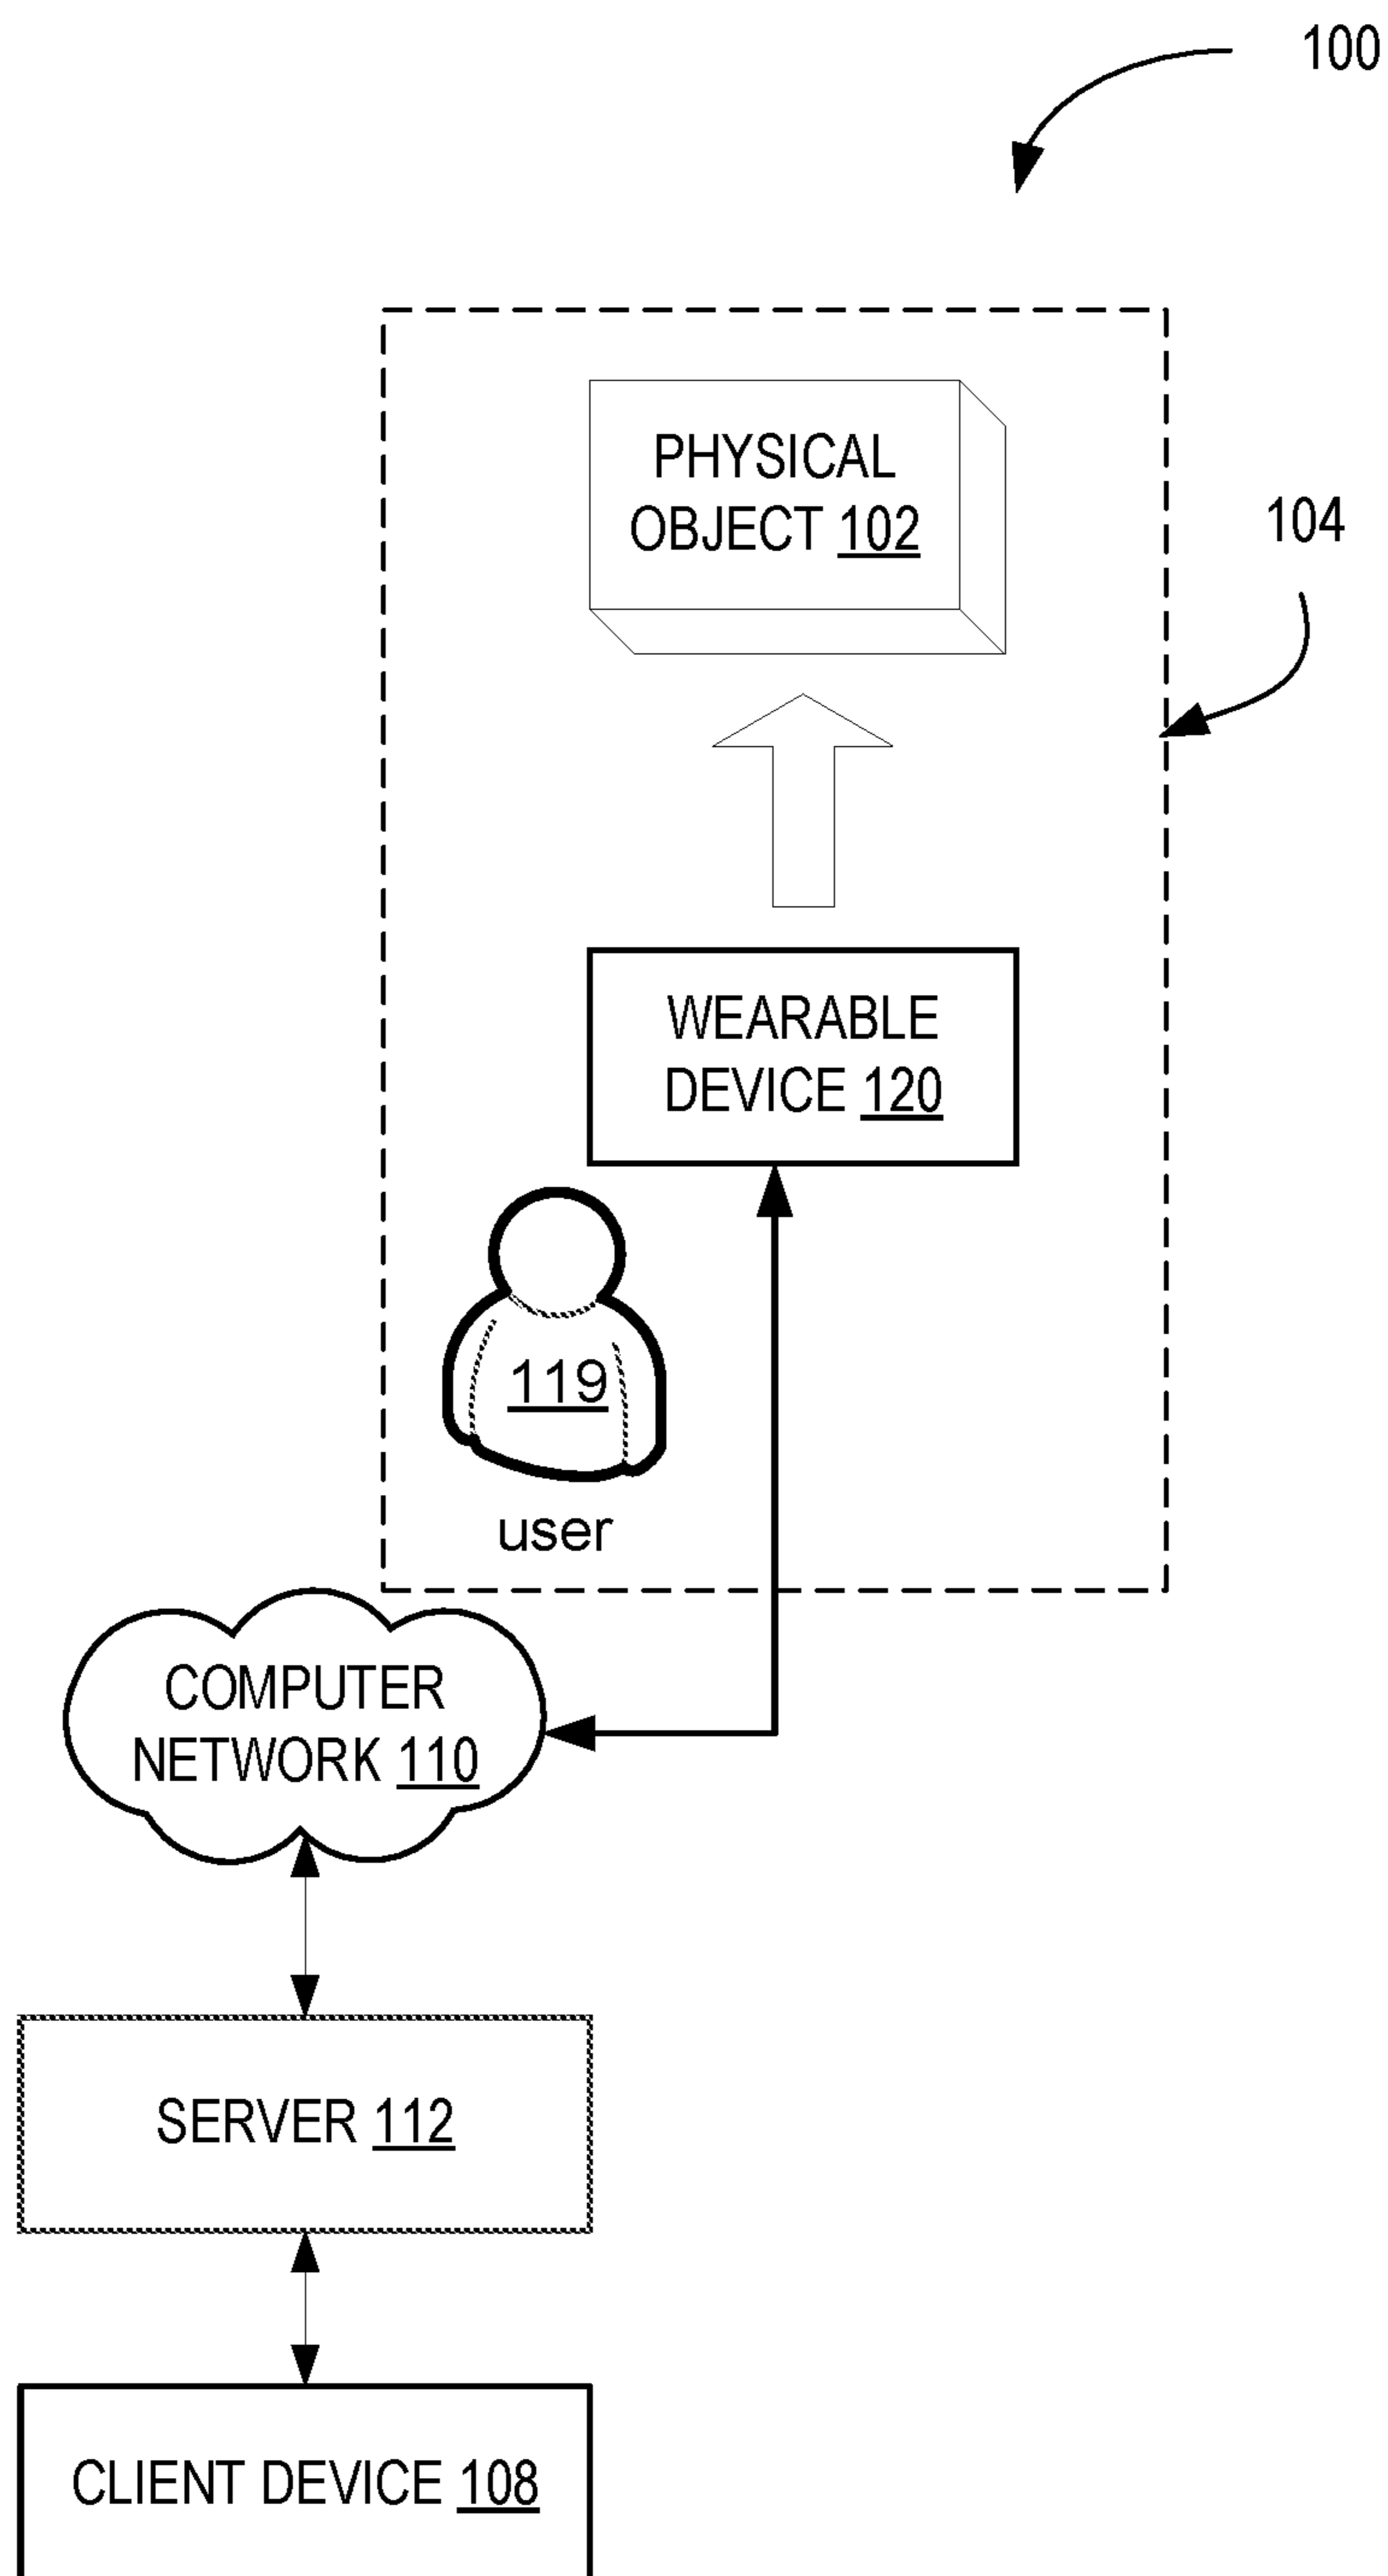 100
PHYSICAL
OBJECT 102
104
WEARABLE
DEVICE 120
119
user
COMPUTER
NETWORK 110
SERVER 112
CLIENT DEVICE 108